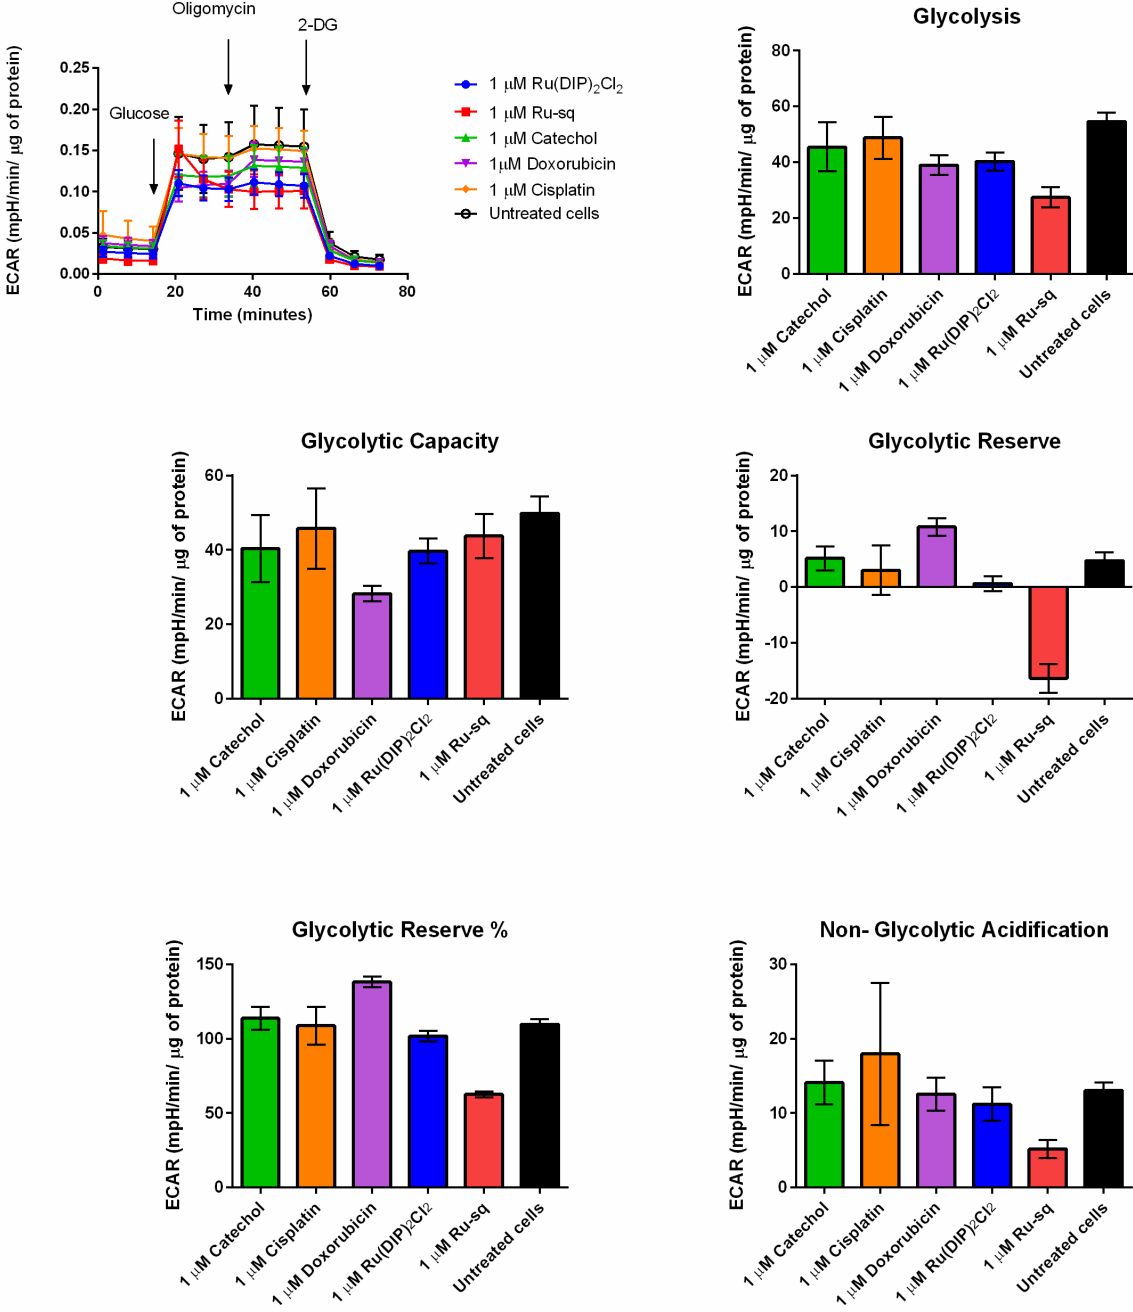 Oligomycin
2-DG
Glucose
ECAR (mpH/min/ μg of protein)
0.25
0.20
0.15
0.10
0.05
0.00
0
20
40
60
80
Time (minutes)
1 μM Ru(DIP)₂Cl₂
1 μM Ru-sq
1 μM Catechol
1μM Doxorubicin
1 μM Cisplatin
Untreated cells
Glycolysis
ECAR (mpH/min/ μg of protein)
80
60
40
20
0
1 μM Catechol
1 μM Cisplatin
1 μM Doxorubicin
1 μM Ru(DIP)₂Cl₂
1 μM Ru-sq
Untreated cells
Glycolytic Capacity
ECAR (mpH/min/ μg of protein)
60
40
20
0
1 μM Catechol
1 μM Cisplatin
1 μM Doxorubicin
1 μM Ru(DIP)₂Cl₂
1 μM Ru-sq
Untreated cells
Glycolytic Reserve
ECAR (mpH/min/ μg of protein)
20
10
0
-10
-20
1 μM Catechol
1 μM Cisplatin
1 μM Doxorubicin
1 μM Ru(DIP)₂Cl₂
1 μM Ru-sq
Untreated cells
Glycolytic Reserve %
ECAR (mpH/min/ μg of protein)
150
100
50
0
1 μM Catechol
1 μM Cisplatin
1 μM Doxorubicin
1 μM Ru(DIP)₂Cl₂
1 μM Ru-sq
Untreated cells
Non- Glycolytic Acidification
ECAR (mpH/min/ μg of protein)
30
20
10
0
1 μM Catechol
1 μM Cisplatin
1 μM Doxorubicin
1 μM Ru(DIP)₂Cl₂
1 μM Ru-sq
Untreated cells